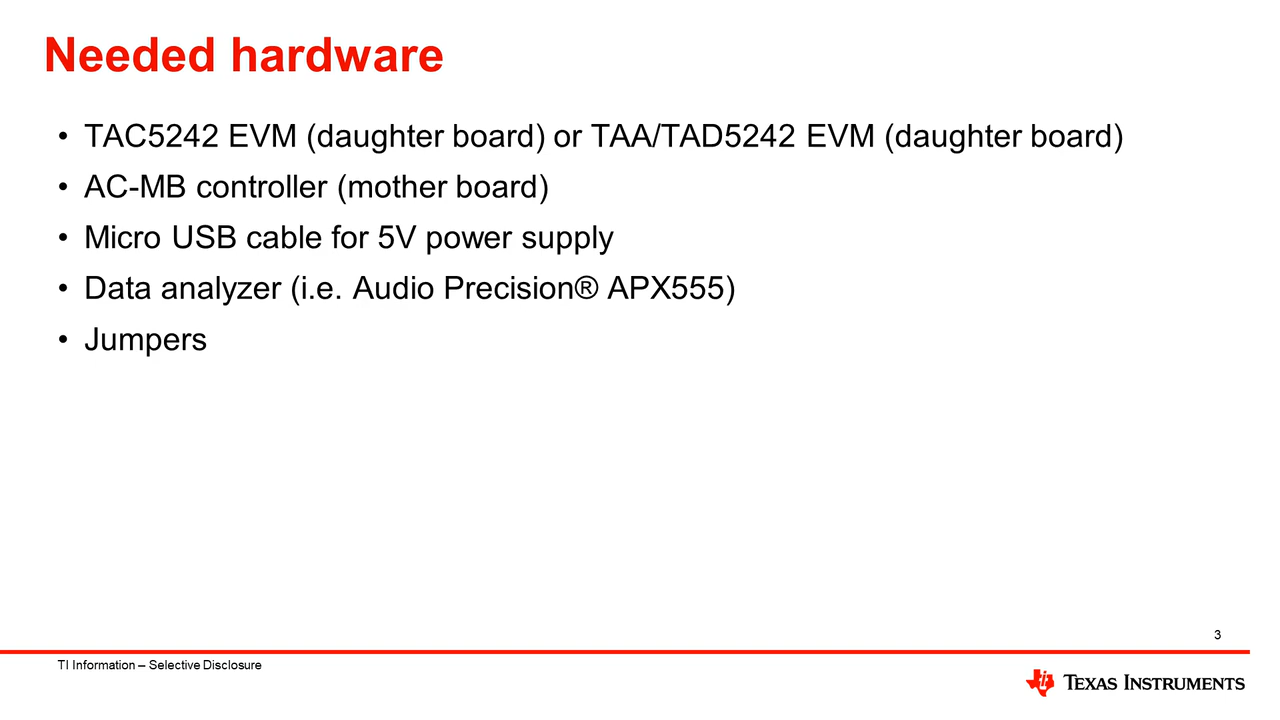 Needed hardware
• TAC5242 EVM (daughter board) or TAA/TAD5242 EVM (daughter board)
• AC-MB controller (mother board)
• Micro USB cable for 5V power supply
• Data analyzer (i.e. Audio Precision® APX555)
• Jumpers
3
TI Information – Selective Disclosure
TEXAS INSTRUMENTS